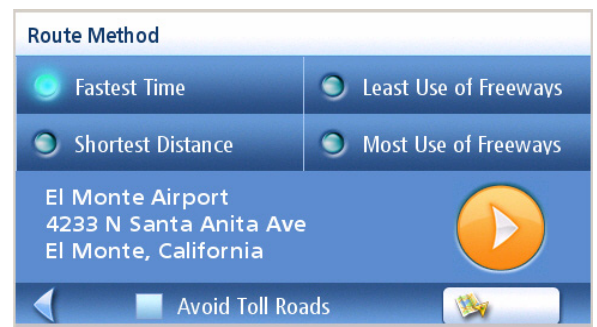 Route Method
Fastest Time
Least Use of Freeways
Shortest Distance
Most Use of Freeways
El Monte Airport
4233 N Santa Anita Ave
El Monte, California
Avoid Toll Roads